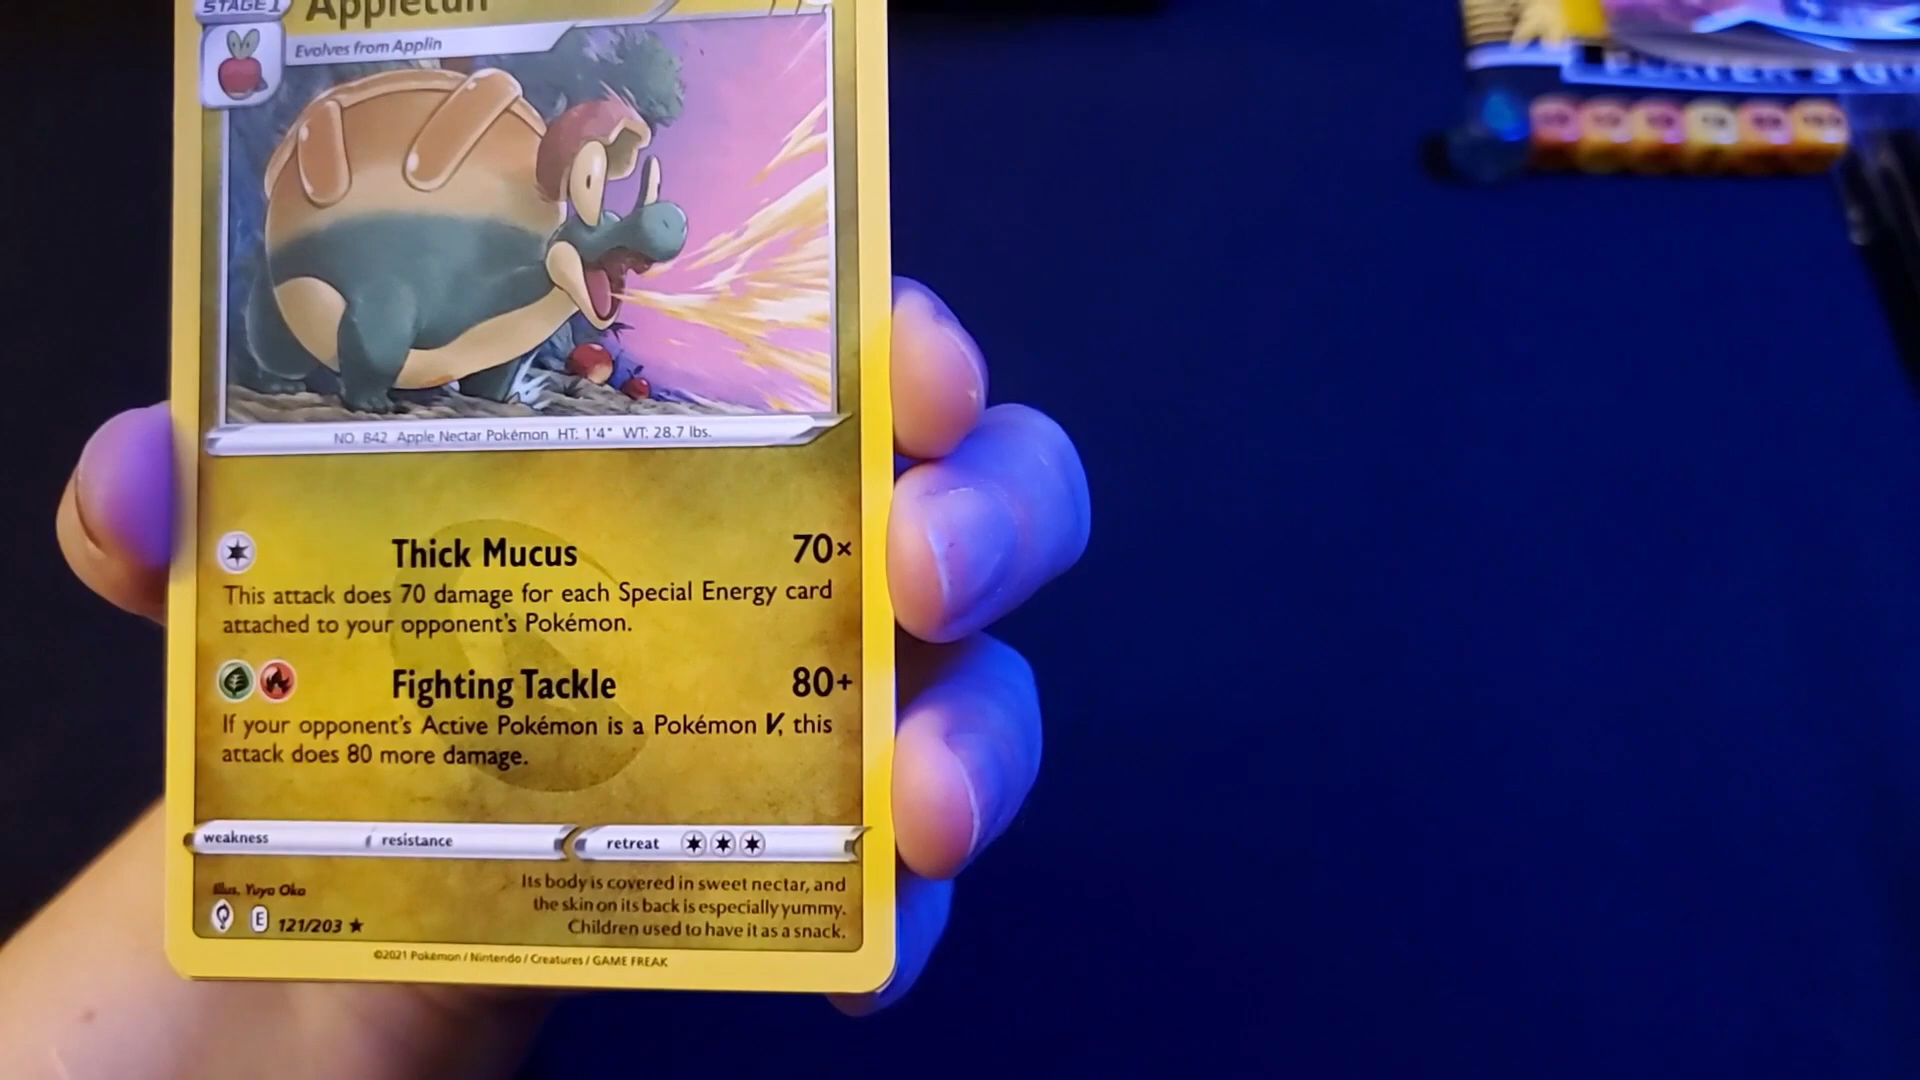 STAGE 1 Appletun
Evolves from Applin
NO. 842 Apple Nectar Pokémon HT: 1'4" WT: 28.7 lbs.
Thick Mucus 70×
This attack does 70 damage for each Special Energy card
attached to your opponent's Pokémon.
Fighting Tackle 80+
If your opponent's Active Pokémon is a Pokémon V, this
attack does 80 more damage.
weakness resistance retreat
Illus. Yuya Oka
E 121/203 ★
Its body is covered in sweet nectar, and
the skin on its back is especially yummy.
Children used to have it as a snack.
©2021 Pokémon / Nintendo / Creatures / GAME FREAK
PLAYER'S